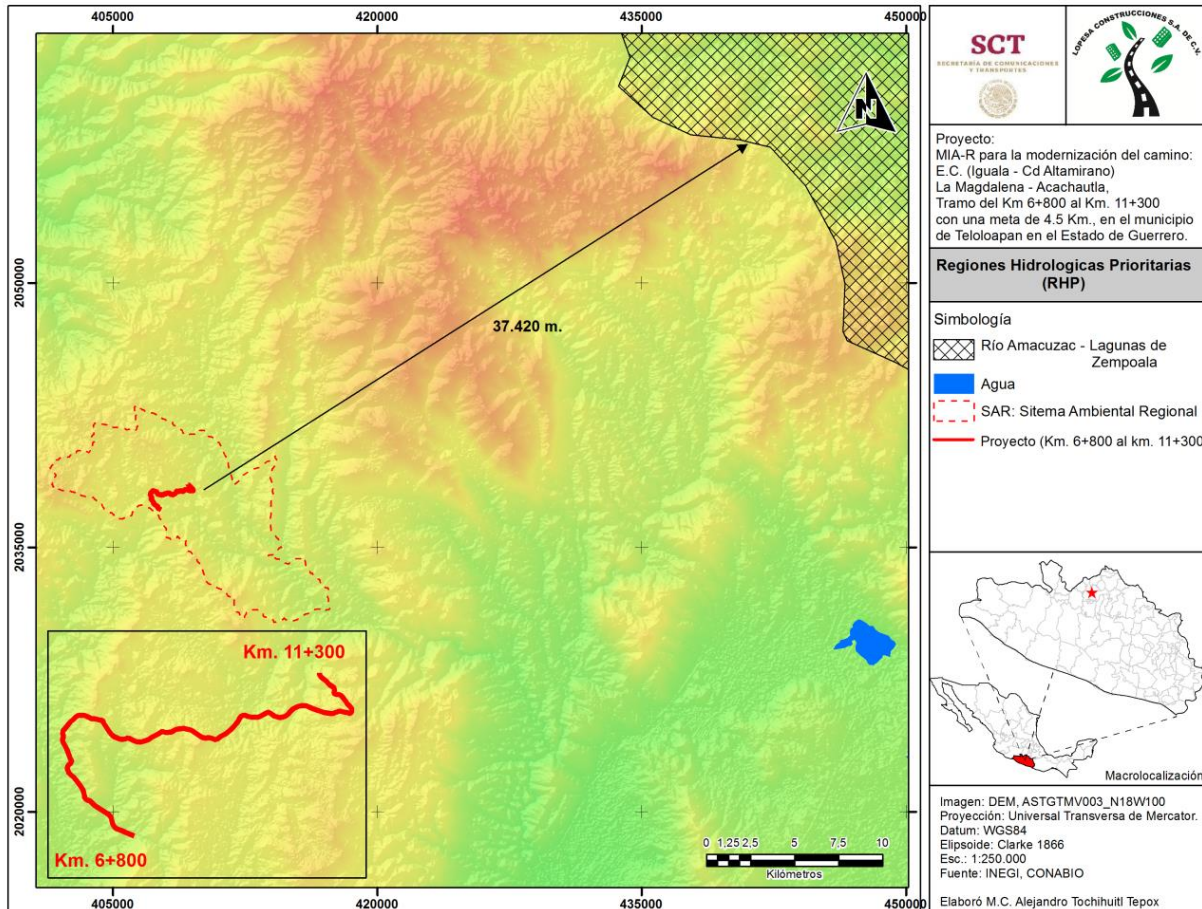 405000
420000
435000
450000
2050000
2035000
2020000
N
37.420 m.
Km. 11+300
Km. 6+800
0 1,25 2,5 5 7,5 10
Kilómetros
405000
420000
435000
450000
SCT
SECRETARÍA DE COMUNICACIONES
Y TRANSPORTES
LOPESA CONSTRUCCIONES S.A. DE C.V.
Proyecto:
MIA-R para la modernización del camino:
E.C. (Iguala - Cd Altamirano)
La Magdalena - Acachautla,
Tramo del Km 6+800 al Km. 11+300
con una meta de 4.5 Km., en el municipio
de Teloloapan en el Estado de Guerrero.
Regiones Hidrologicas Prioritarias
(RHP)
Simbología
Río Amacuzac - Lagunas de
Zempoala
Agua
SAR: Sitema Ambiental Regional
Proyecto (Km. 6+800 al km. 11+300
Macrolocalización
Imagen: DEM, ASTGTMV003_N18W100
Proyección: Universal Transversa de Mercator.
Datum: WGS84
Elipsoide: Clarke 1866
Esc.: 1:250.000
Fuente: INEGI, CONABIO
Elaboró M.C. Alejandro Tochihuitl Tepox